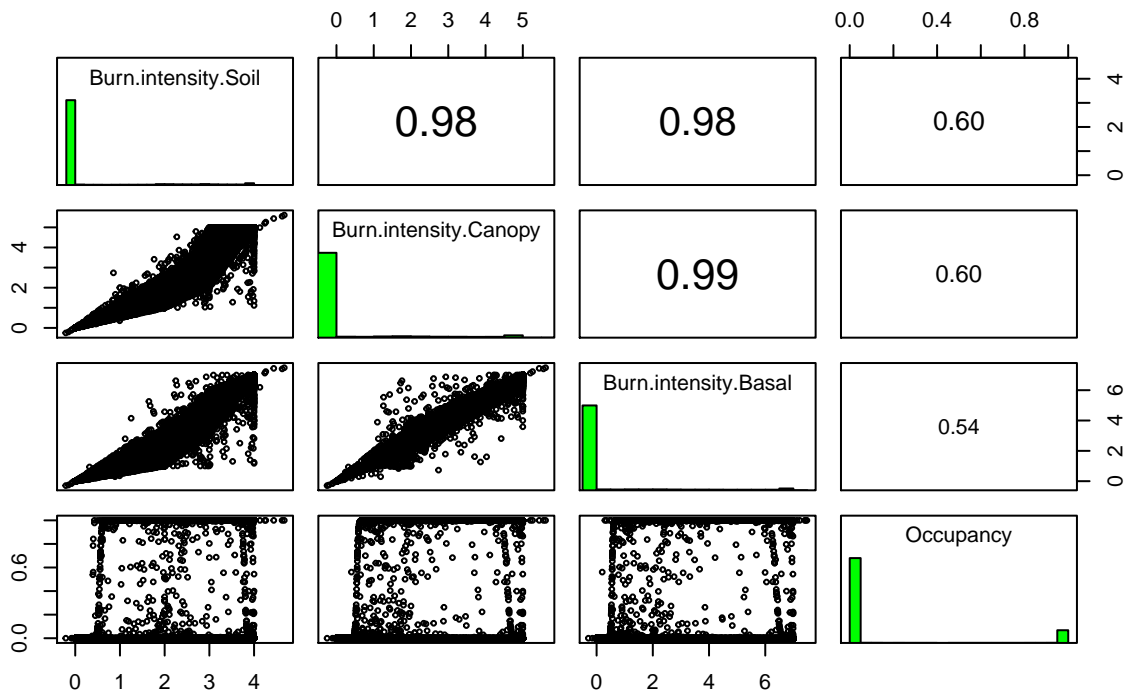 0 1 2 3 4 5
0.0 0.4 0.8
Burn.intensity.Soil
0.98
0.98
0.60
0 2 4
0 2 4
Burn.intensity.Canopy
0.99
0.60
Burn.intensity.Basal
0.54
0 2 4 6
0.0 0.6
Occupancy
0 1 2 3 4
0 2 4 6